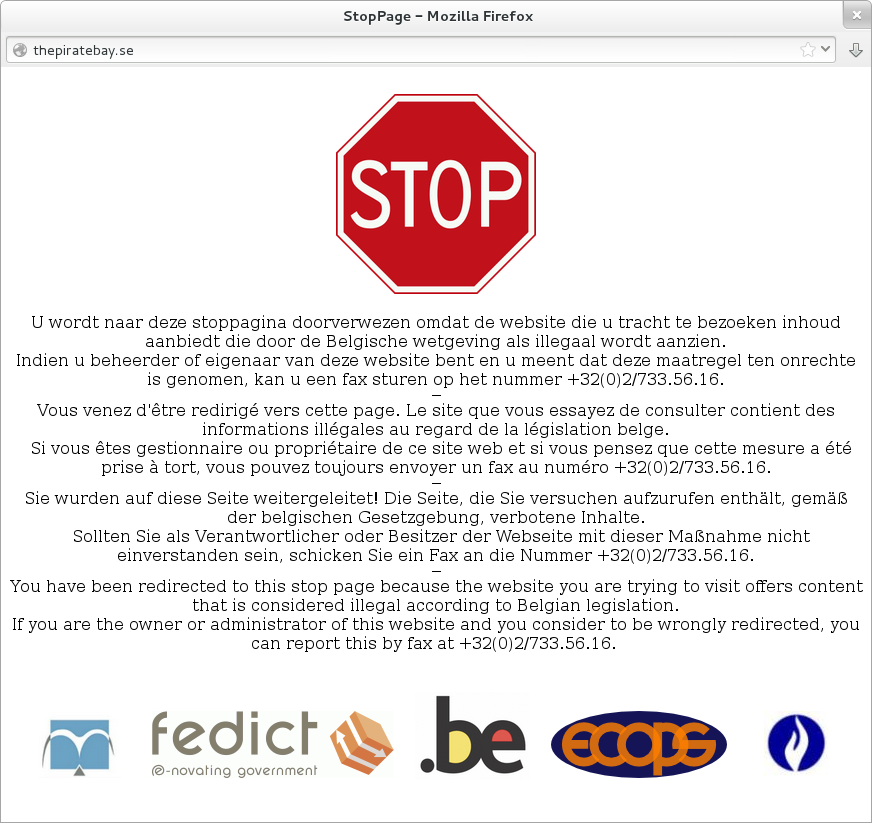 StopPage – Mozilla Firefox
thepiratebay.se
STOP
U wordt naar deze stoppagina doorverwezen omdat de website die u tracht te bezoeken inhoud
aanbiedt die door de Belgische wetgeving als illegaal wordt aanzien.
Indien u beheerder of eigenaar van deze website bent en u meent dat deze maatregel ten onrechte
is genomen, kan u een fax sturen op het nummer +32(0)2/733.56.16.
–
Vous venez d'être redirigé vers cette page. Le site que vous essayez de consulter contient des
informations illégales au regard de la législation belge.
Si vous êtes gestionnaire ou propriétaire de ce site web et si vous pensez que cette mesure a été
prise à tort, vous pouvez toujours envoyer un fax au numéro +32(0)2/733.56.16.
–
Sie wurden auf diese Seite weitergeleitet! Die Seite, die Sie versuchen aufzurufen enthält, gemäß
der belgischen Gesetzgebung, verbotene Inhalte.
Sollten Sie als Verantwortlicher oder Besitzer der Webseite mit dieser Maßnahme nicht
einverstanden sein, schicken Sie ein Fax an die Nummer +32(0)2/733.56.16.
–
You have been redirected to this stop page because the website you are trying to visit offers content
that is considered illegal according to Belgian legislation.
If you are the owner or administrator of this website and you consider to be wrongly redirected, you
can report this by fax at +32(0)2/733.56.16.
fedict
e-novating government
.be
ECOPS